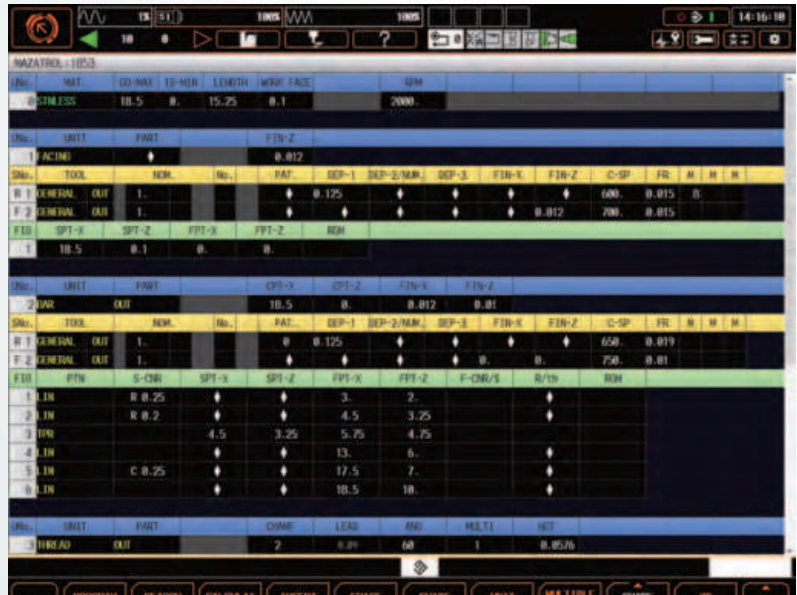 1% [S1] 100% 100% 14:16:10
10 0 ? 0
MAZATROL :1053
UNo. MAT. OD-MAX ID-MIN LENGTH WORK FACE RPM
0 STNLESS 18.5 0. 15.25 0.1 2000.
UNo. UNIT PART FIN-Z
1 FACING ♦ 0.012
SNo. TOOL NOM. No. PAT. DEP-1 DEP-2/NUM. DEP-3 FIN-X FIN-Z C-SP FR M M M
R 1 GENERAL OUT 1. ♦ 0.125 ♦ ♦ ♦ ♦ 600. 0.015 8
F 2 GENERAL OUT 1. ♦ ♦ ♦ ♦ ♦ 0.012 700. 0.015
FIG SPT-X SPT-Z FPT-X FPT-Z RGH
1 18.5 0.1 0. 0.
UNo. UNIT PART CPT-X CPT-Z FIN-X FIN-Z
2 BAR OUT 18.5 0. 0.012 0.01
SNo. TOOL NOM. No. PAT. DEP-1 DEP-2/NUM. DEP-3 FIN-X FIN-Z C-SP FR M M M
R 1 GENERAL OUT 1. 0 0.125 ♦ ♦ ♦ ♦ 650. 0.019
F 2 GENERAL OUT 1. ♦ ♦ ♦ ♦ 0. 0. 750. 0.01
FIG PTN S-CNR SPT-X SPT-Z FPT-X FPT-Z F-CNR/$ R/th RGH
1 LIN R 0.25 ♦ ♦ 3. 2. ♦
2 LIN R 0.2 ♦ ♦ 4.5 3.25 ♦
3 TPR 4.5 3.25 5.75 4.75
4 LIN ♦ ♦ 13. 6. ♦
5 LIN C 0.25 ♦ ♦ 17.5 7. ♦
6 LIN ♦ ♦ 18.5 10. ♦
UNo. UNIT PART CHAMF LEAD ANG MULTI HGT
3 THREAD OUT 2 60 1 0.0576